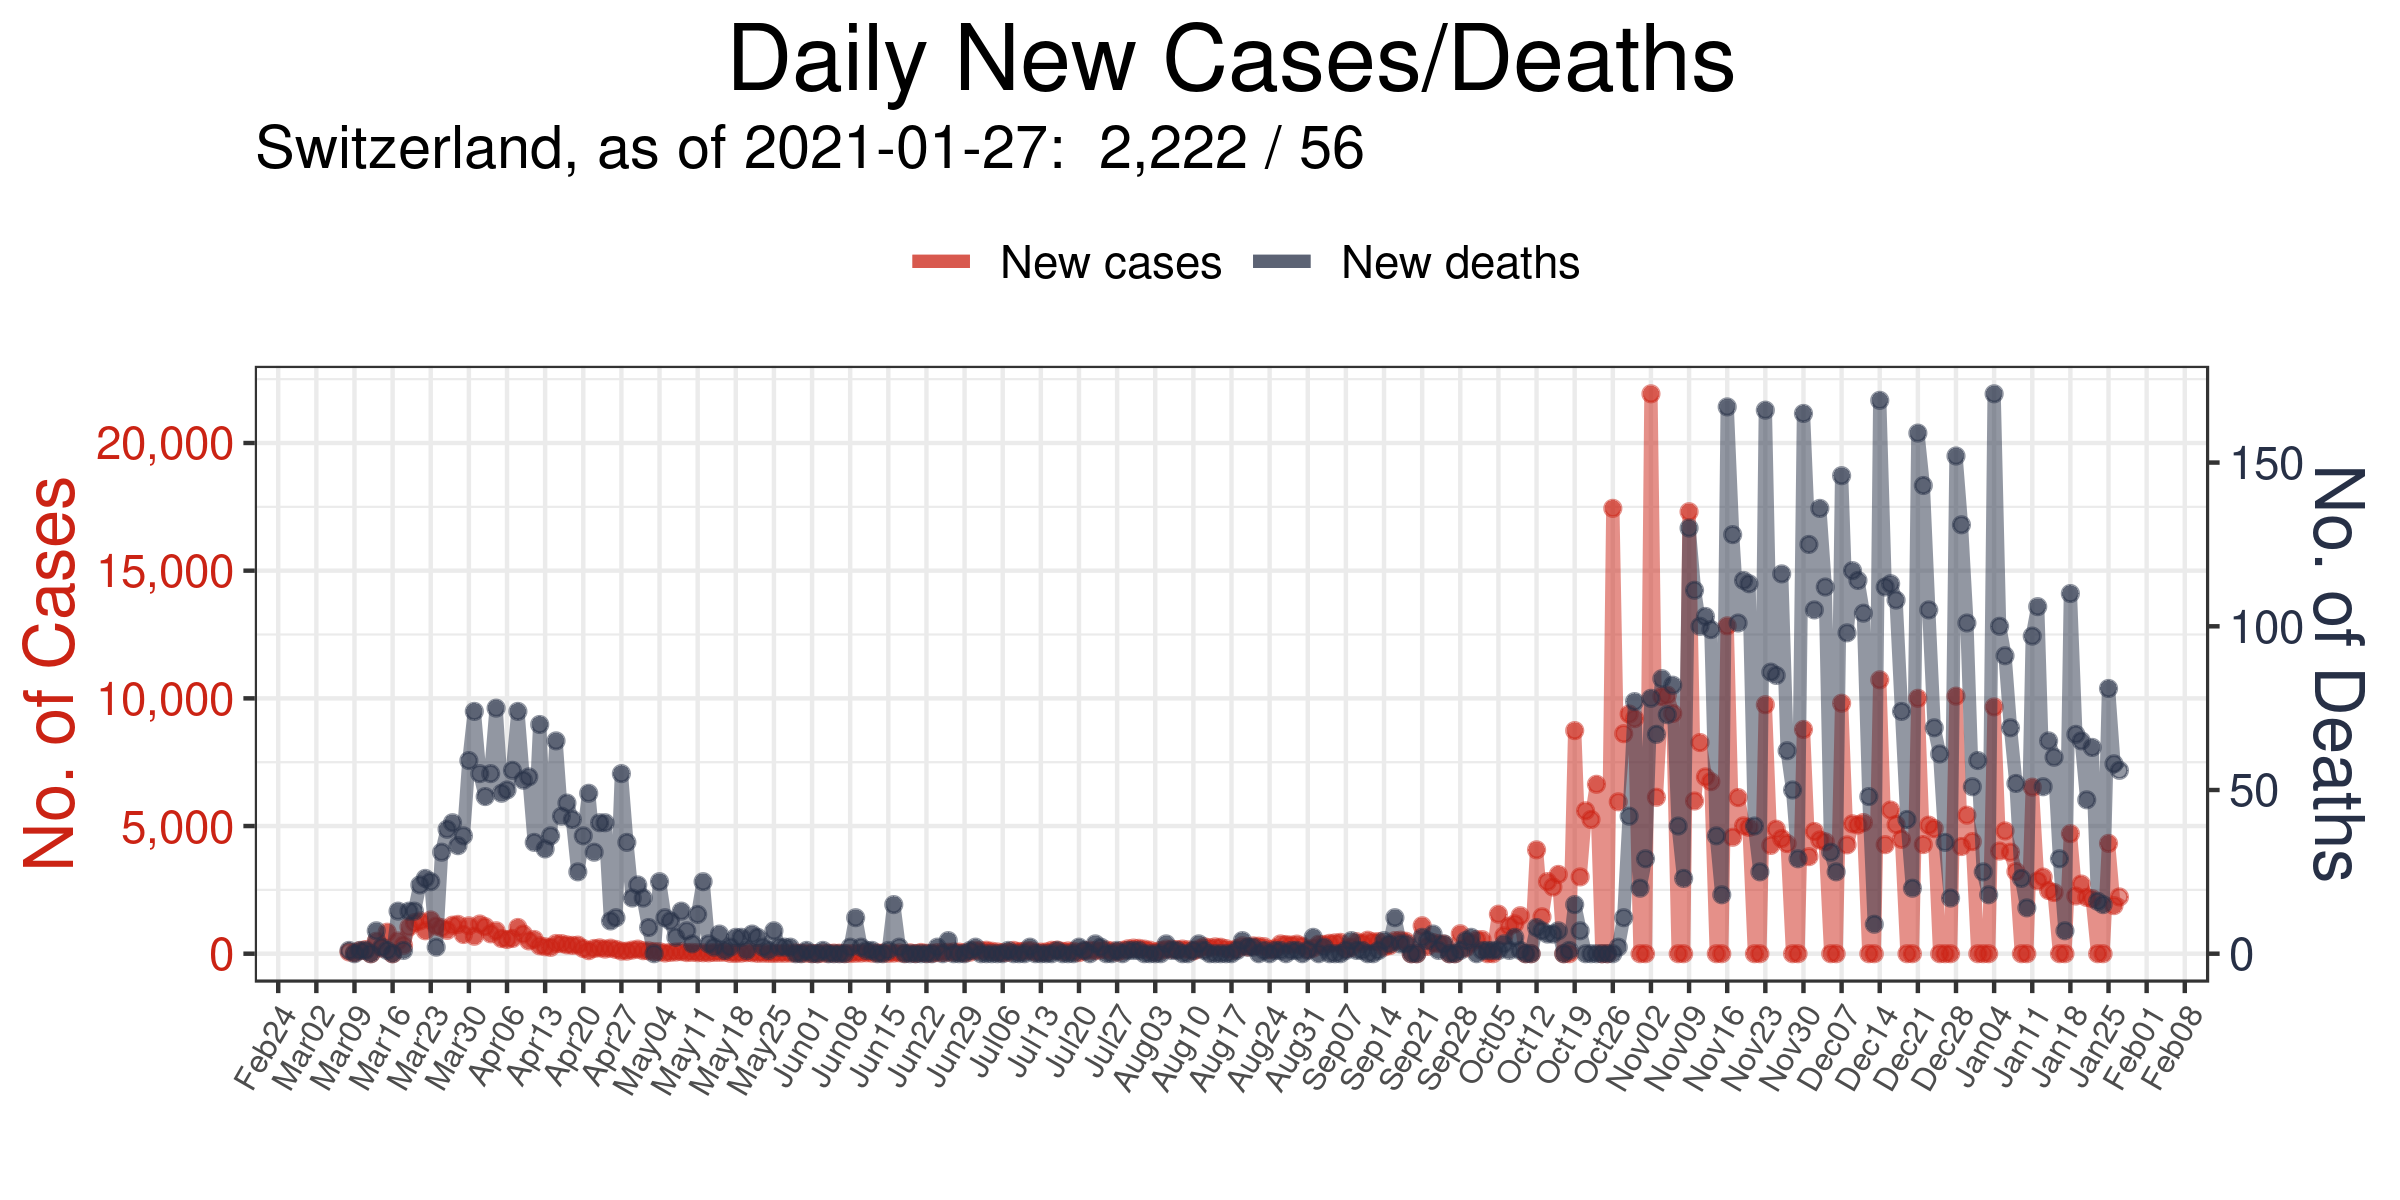 Daily New Cases/Deaths
Switzerland, as of 2021-01-27: 2,222 / 56
New cases New deaths
No. of Cases
20,000
15,000
10,000
5,000
0
150
100
50
0
No. of Deaths
Feb24 Mar02 Mar09 Mar16 Mar23 Mar30 Apr06 Apr13 Apr20 Apr27 May04 May11 May18 May25 Jun01 Jun08 Jun15 Jun22 Jun29 Jul06 Jul13 Jul20 Jul27 Aug03 Aug10 Aug17 Aug24 Aug31 Sep07 Sep14 Sep21 Sep28 Oct05 Oct12 Oct19 Oct26 Nov02 Nov09 Nov16 Nov23 Nov30 Dec07 Dec14 Dec21 Dec28 Jan04 Jan11 Jan18 Jan25 Feb01 Feb08